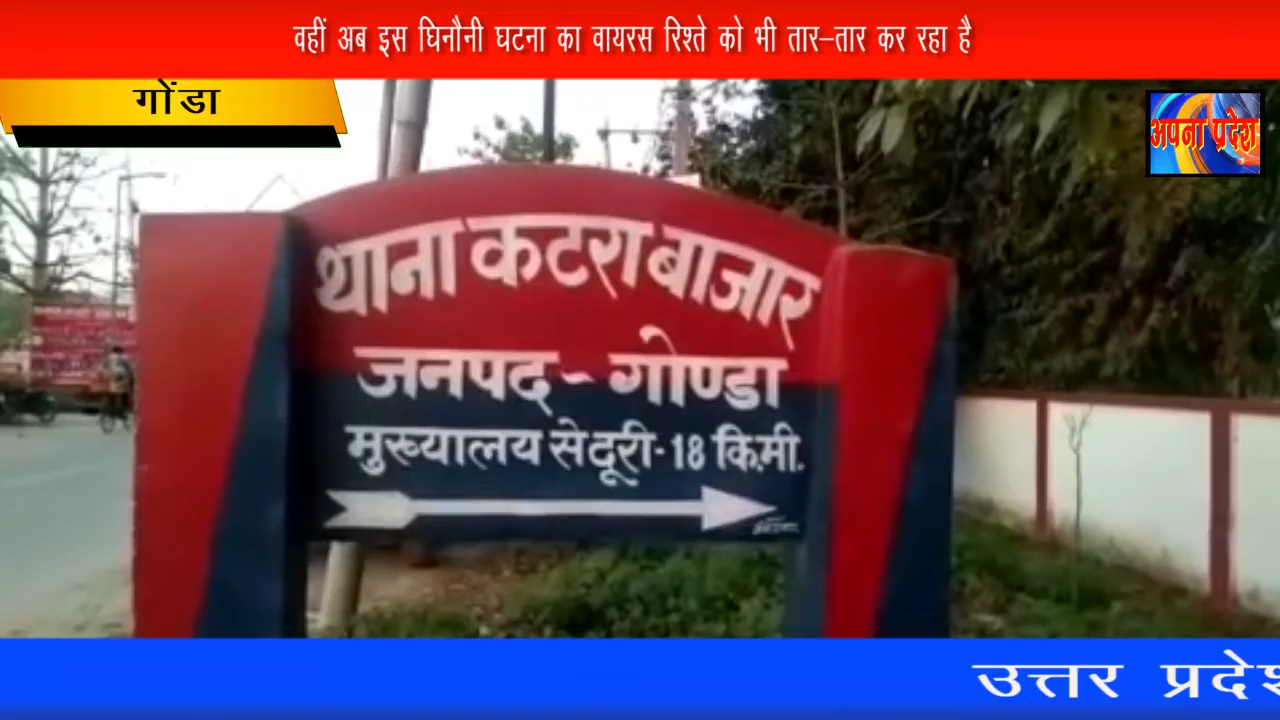 वहीं अब इस घिनौनी घटना का वायरस रिश्ते को भी तार-तार कर रहा है
गोंडा
अपना प्रदेश
थाना कटरा बाजार
जनपद - गोण्डा
मुख्यालय से दूरी - 18 कि.मी.
उत्तर प्रदेश